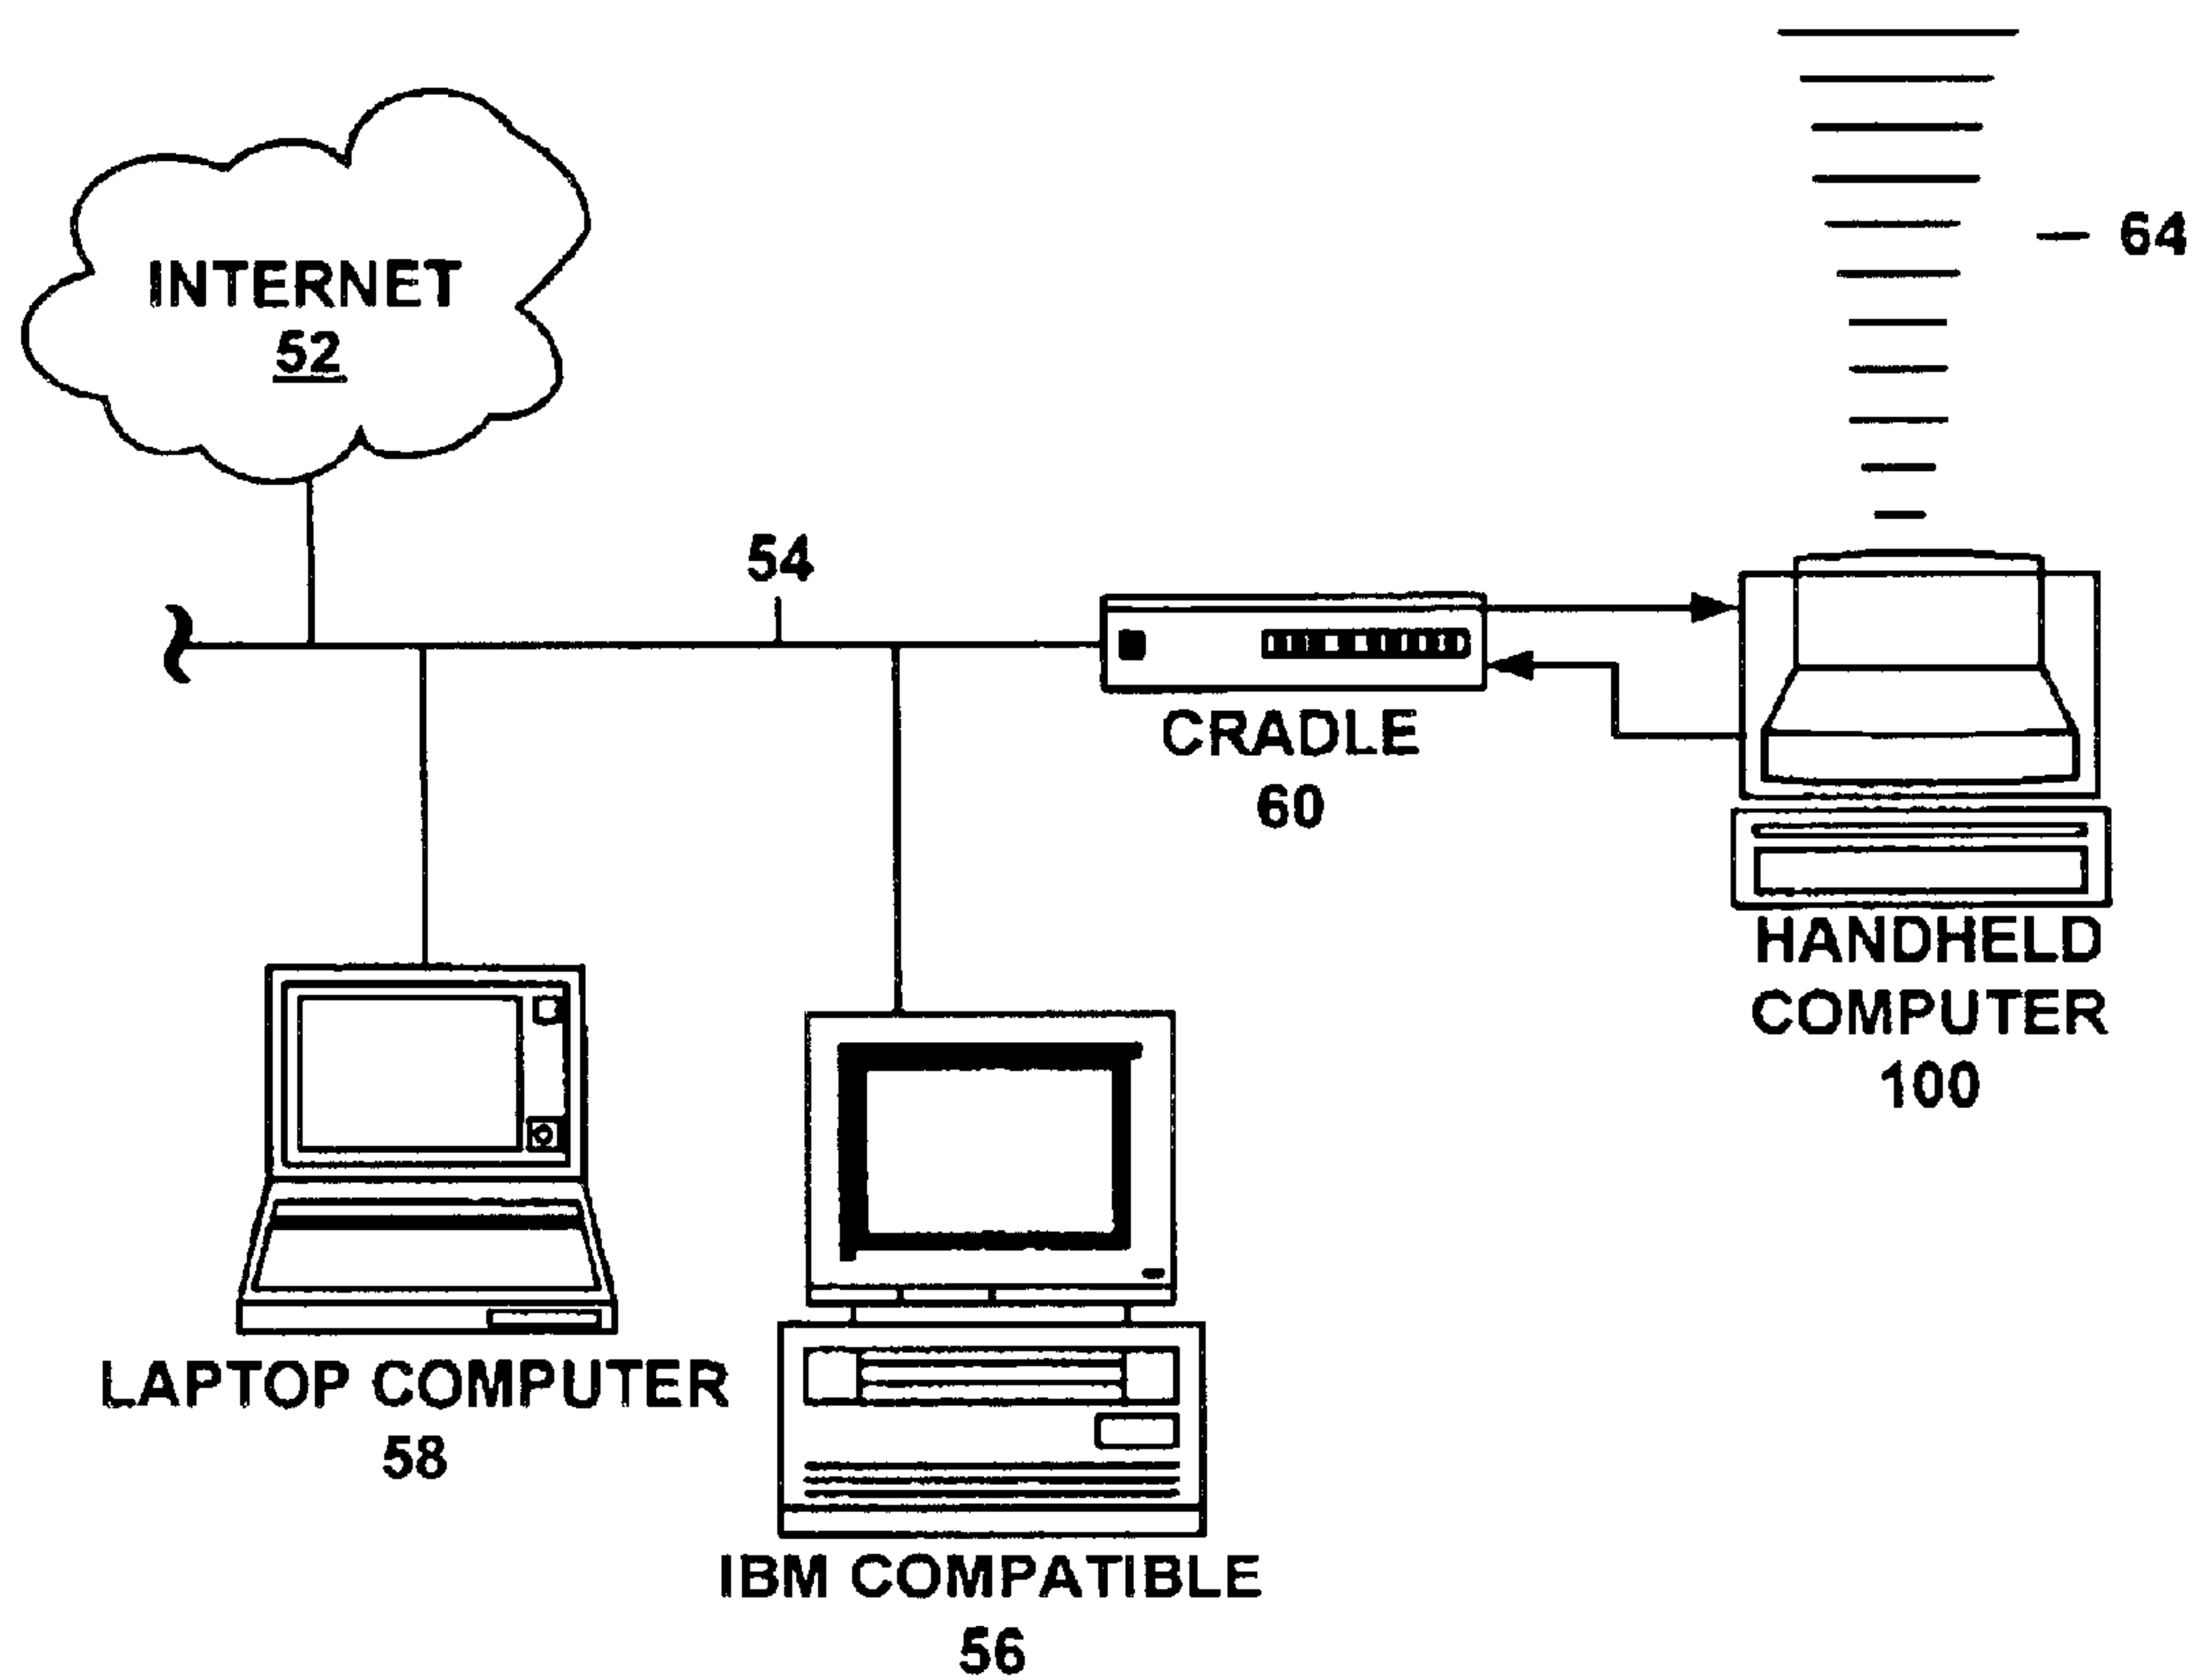 64
INTERNET
52
54
CRADLE
60
HANDHELD
COMPUTER
100
LAPTOP COMPUTER
58
IBM COMPATIBLE
56